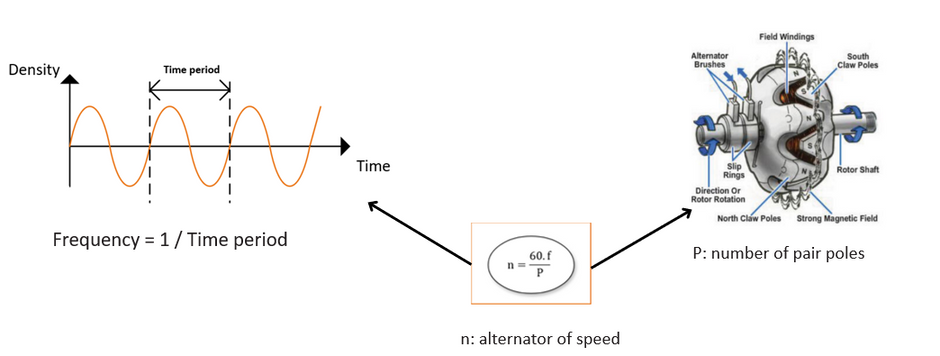 Density
Time period
Time
Frequency = 1 / Time period
n = 60.f / P
n: alternator of speed
Field Windings
Alternator
Brushes
South
Claw Poles
N
S
N
S
N
Slip
Rings
Rotor Shaft
Direction Or
Rotor Rotation
North Claw Poles
Strong Magnetic Field
P: number of pair poles